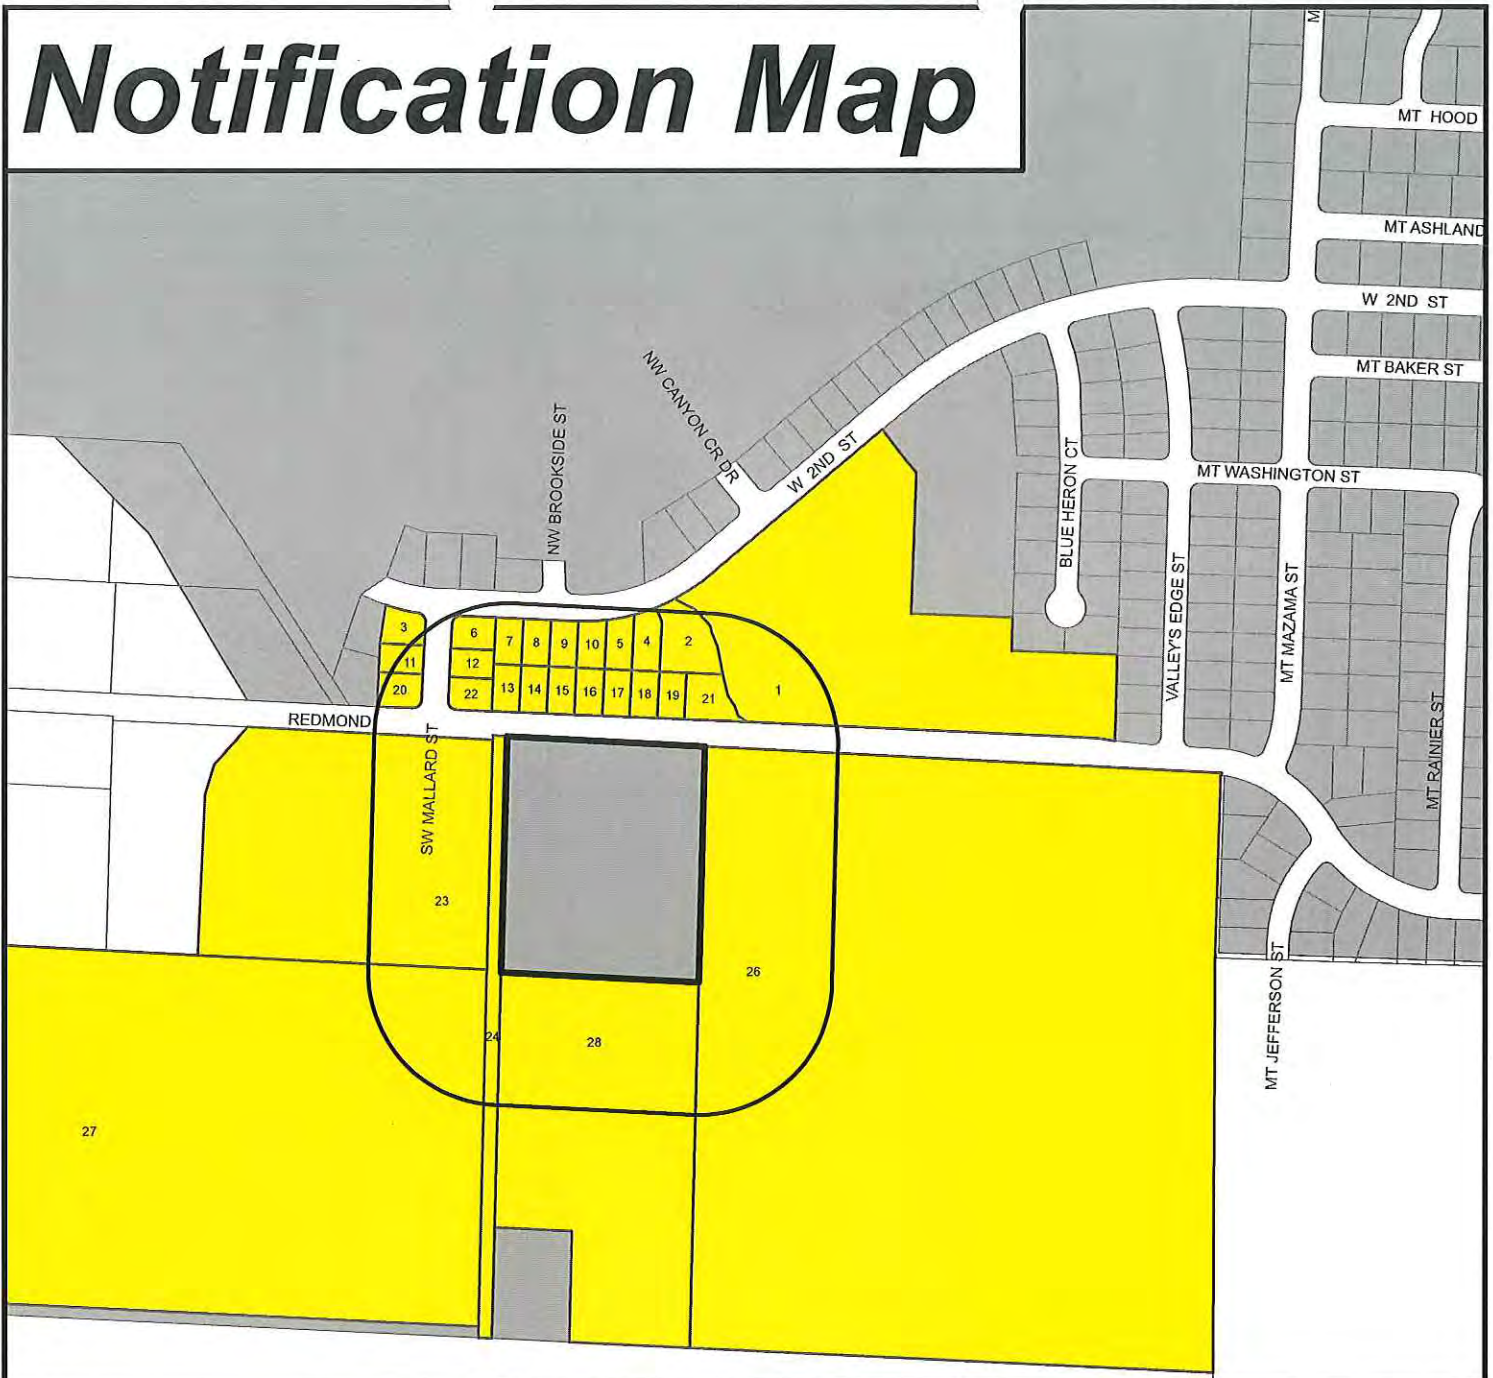 Notification Map
M
MT HOOD
MT ASHLAND
W 2ND ST
MT BAKER ST
NW CANYON CR DR
NW BROOKSIDE ST
W 2ND ST
BLUE HERON CT
MT WASHINGTON ST
VALLEY'S EDGE ST
MT MAZAMA ST
MT RAINIER ST
3
6
7
8
9
10
5
4
2
11
12
20
22
13
14
15
16
17
18
19
21
1
REDMOND
SW MALLARD ST
23
26
24
28
MT JEFFERSON ST
27